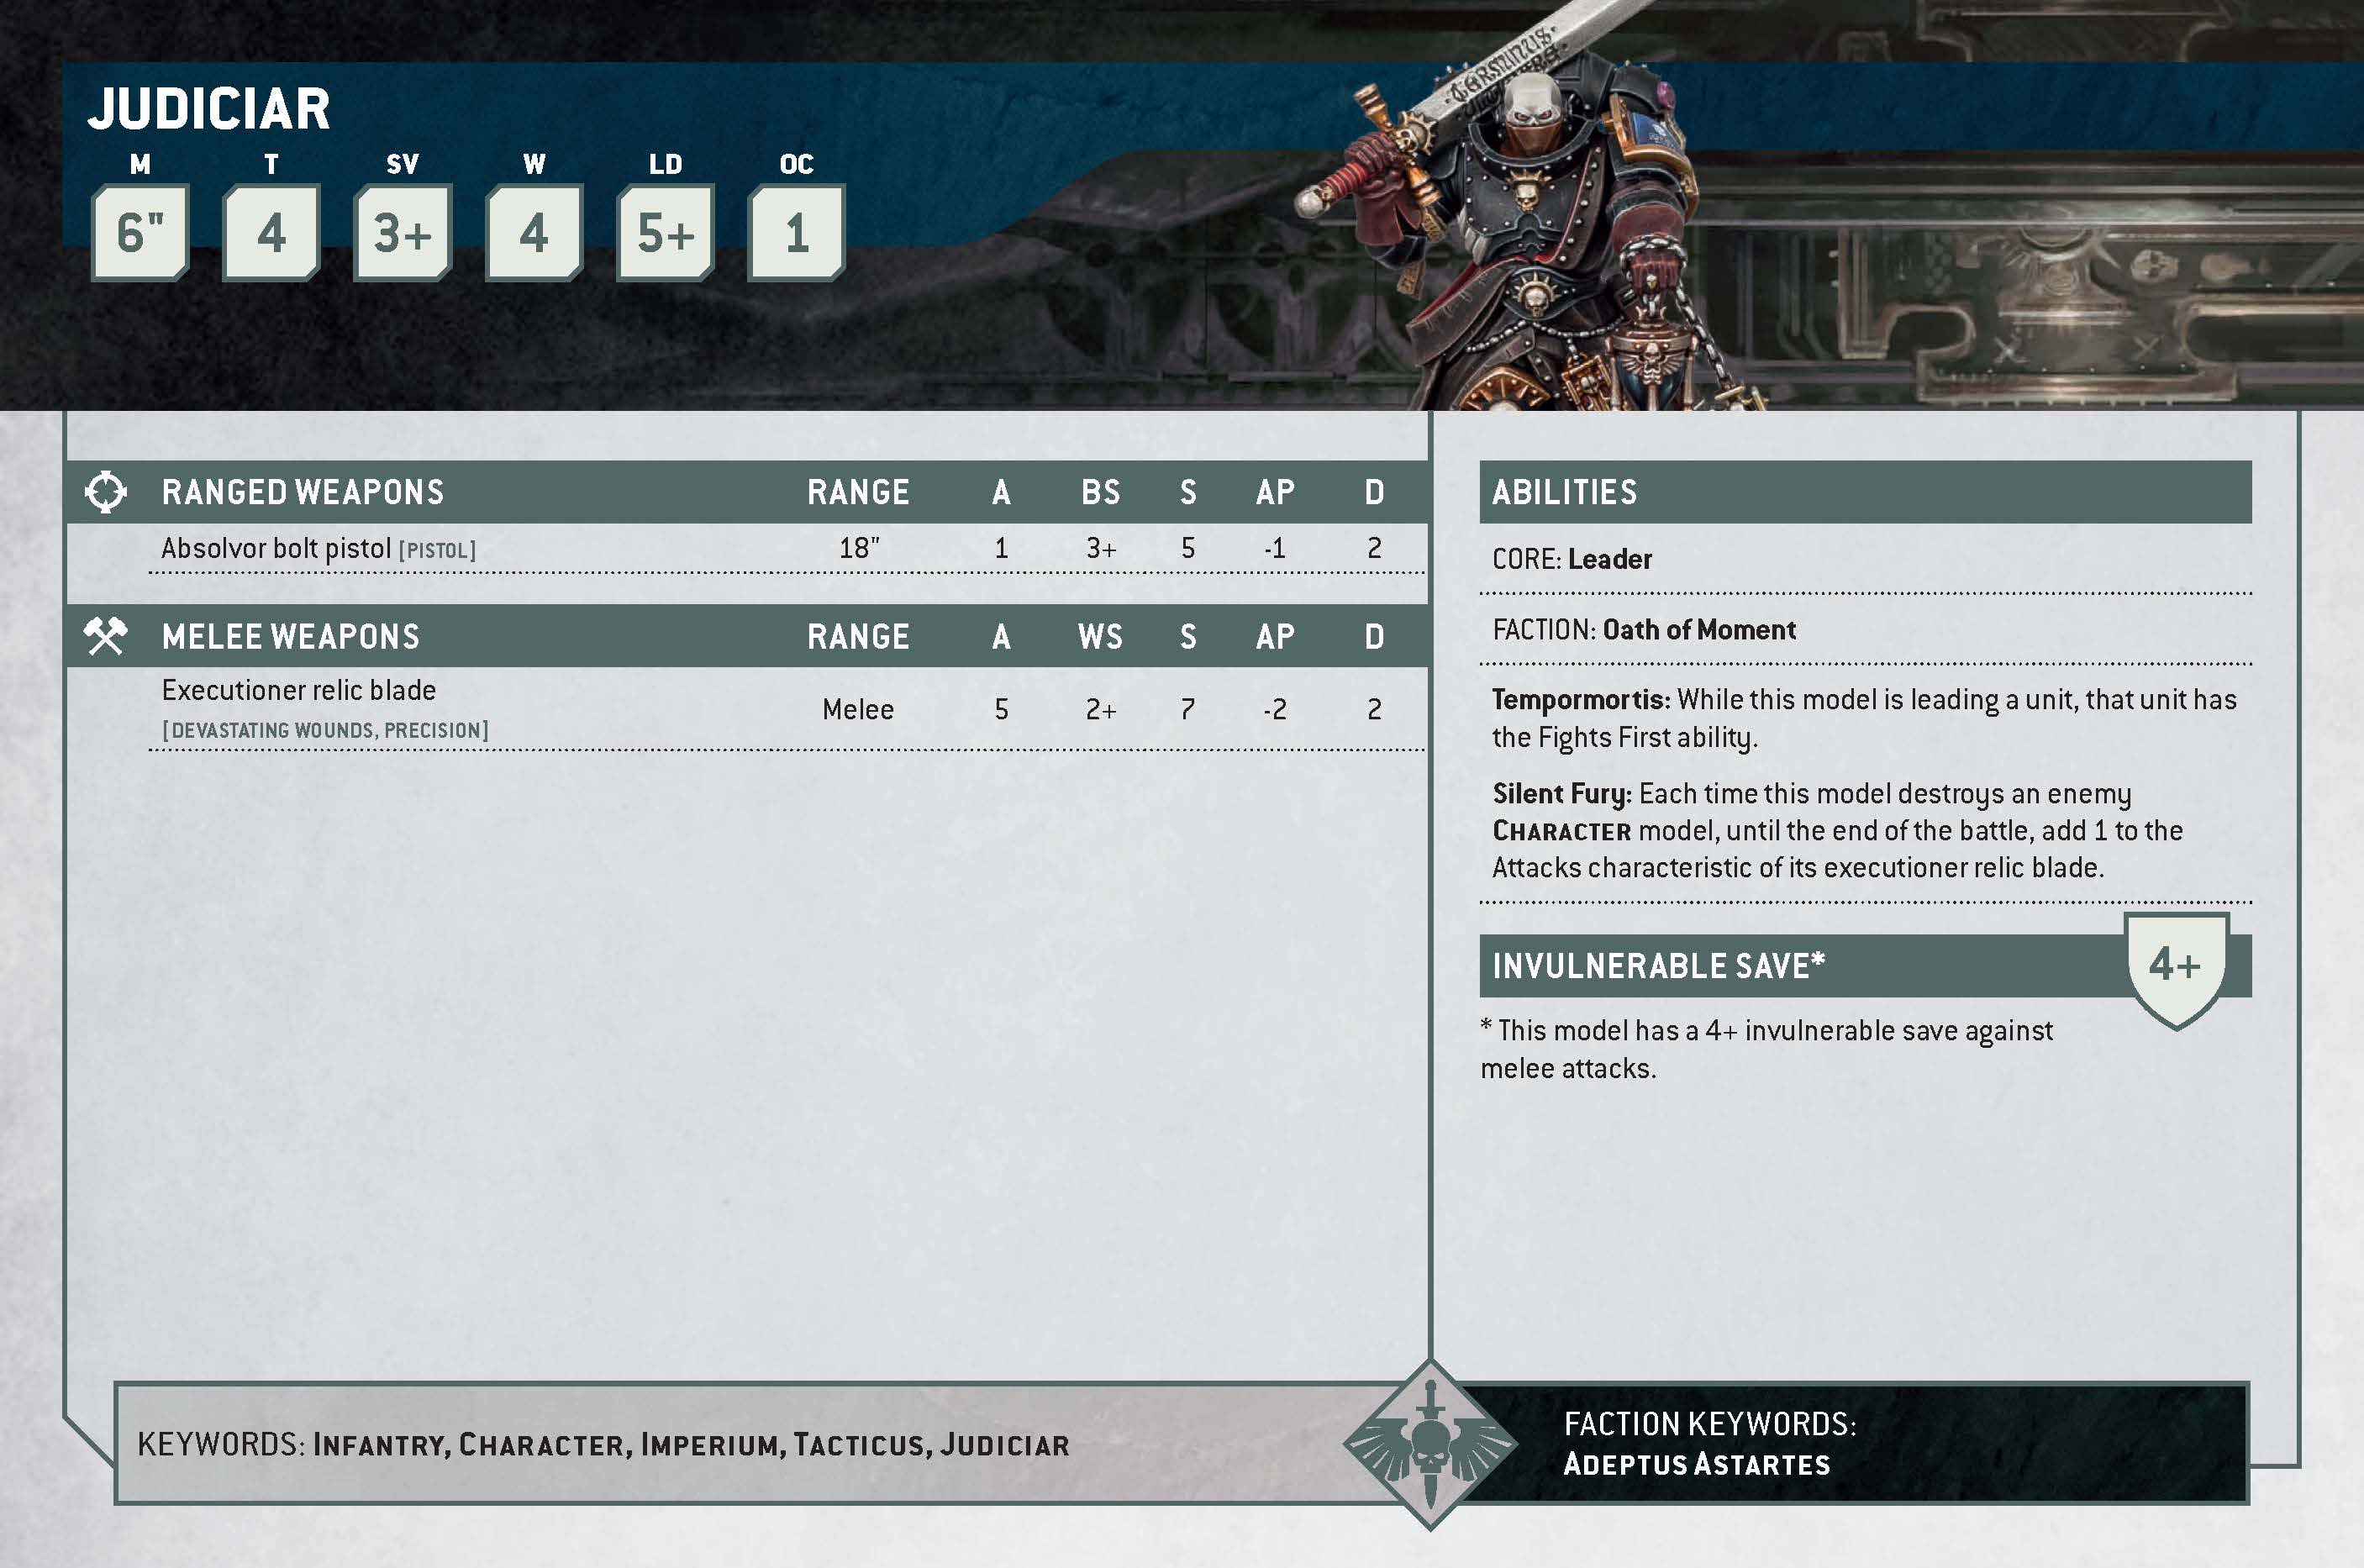 JUDICIAR
M T SV W LD OC
6" 4 3+ 4 5+ 1
RANGED WEAPONS RANGE A BS S AP D
Absolvor bolt pistol [PISTOL] 18" 1 3+ 5 -1 2
MELEE WEAPONS RANGE A WS S AP D
Executioner relic blade
[DEVASTATING WOUNDS, PRECISION] Melee 5 2+ 7 -2 2
ABILITIES
CORE: Leader
FACTION: Oath of Moment
Tempormortis: While this model is leading a unit, that unit has
the Fights First ability.
Silent Fury: Each time this model destroys an enemy
CHARACTER model, until the end of the battle, add 1 to the
Attacks characteristic of its executioner relic blade.
INVULNERABLE SAVE* 4+
* This model has a 4+ invulnerable save against
melee attacks.
KEYWORDS: INFANTRY, CHARACTER, IMPERIUM, TACTICUS, JUDICIAR
FACTION KEYWORDS:
ADEPTUS ASTARTES